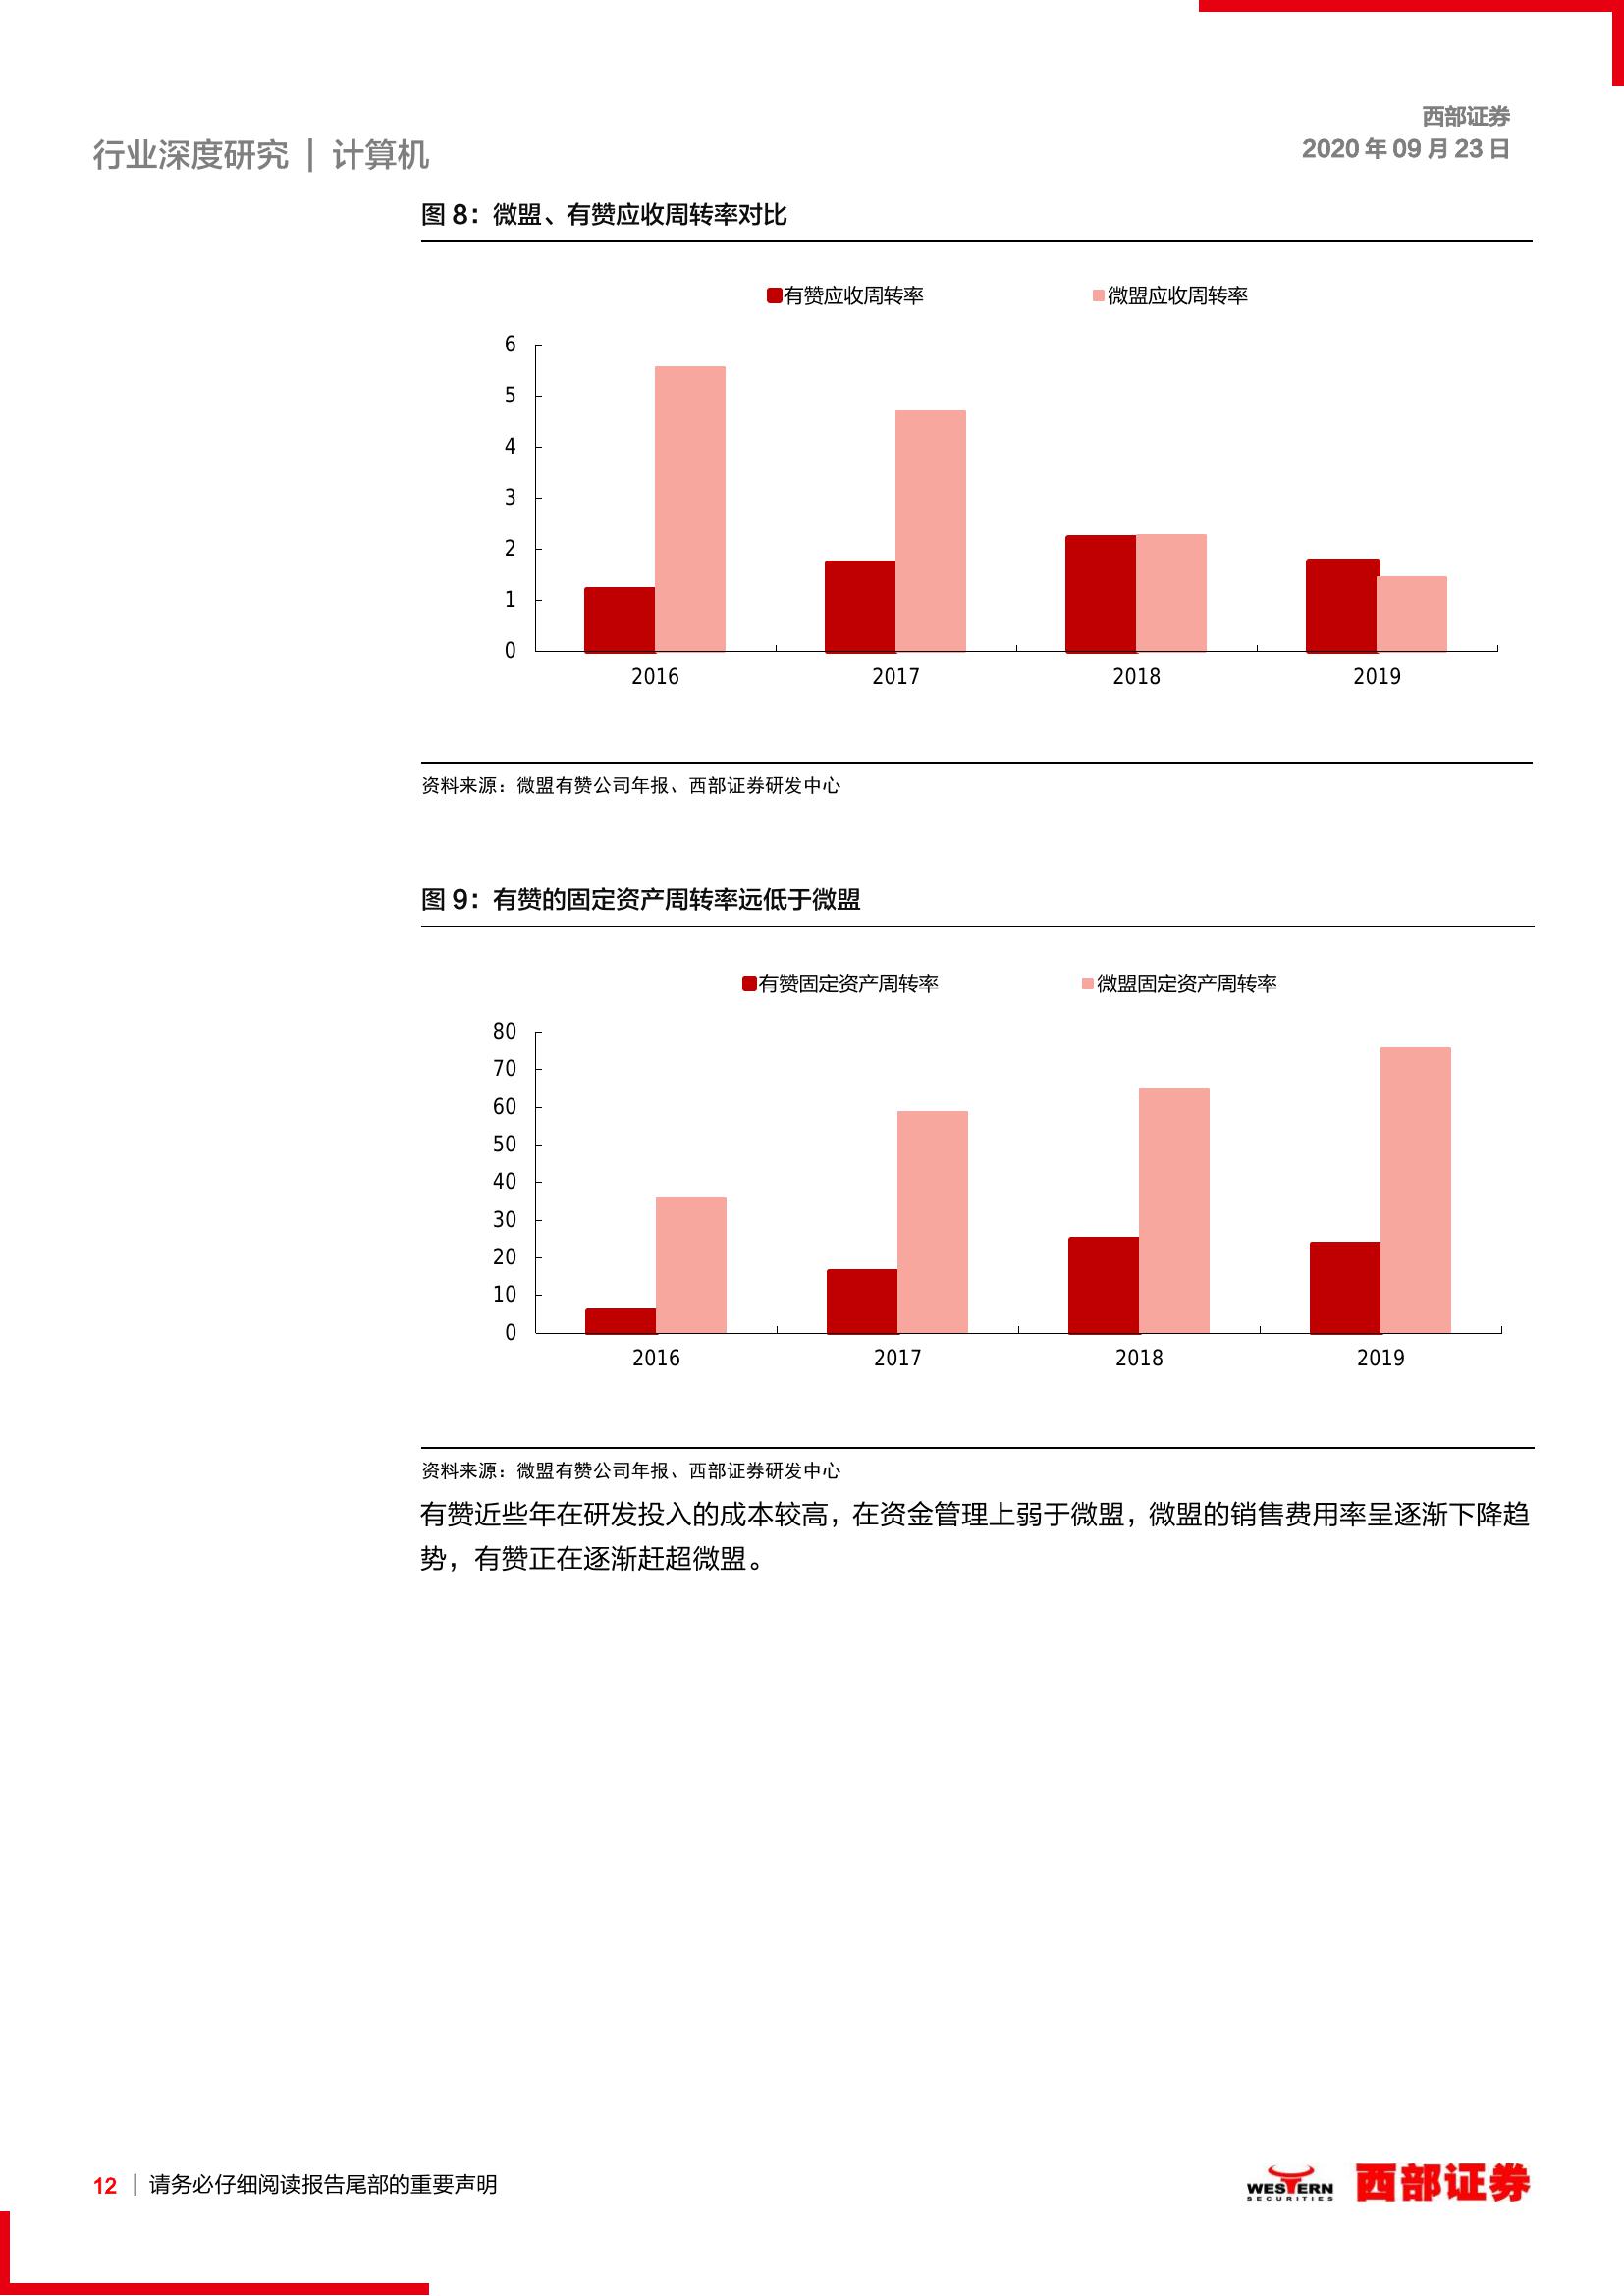 西部证券
行业深度研究 | 计算机
2020 年 09 月 23 日
图 8：微盟、有赞应收周转率对比
有赞应收周转率 微盟应收周转率
6
5
4
3
2
1
0
2016 2017 2018 2019
资料来源：微盟有赞公司年报、西部证券研发中心
图 9：有赞的固定资产周转率远低于微盟
有赞固定资产周转率 微盟固定资产周转率
80
70
60
50
40
30
20
10
0
2016 2017 2018 2019
资料来源：微盟有赞公司年报、西部证券研发中心
有赞近些年在研发投入的成本较高，在资金管理上弱于微盟，微盟的销售费用率呈逐渐下降趋
势，有赞正在逐渐赶超微盟。
12 | 请务必仔细阅读报告尾部的重要声明
WESTERN
SECURITIES
西部证券